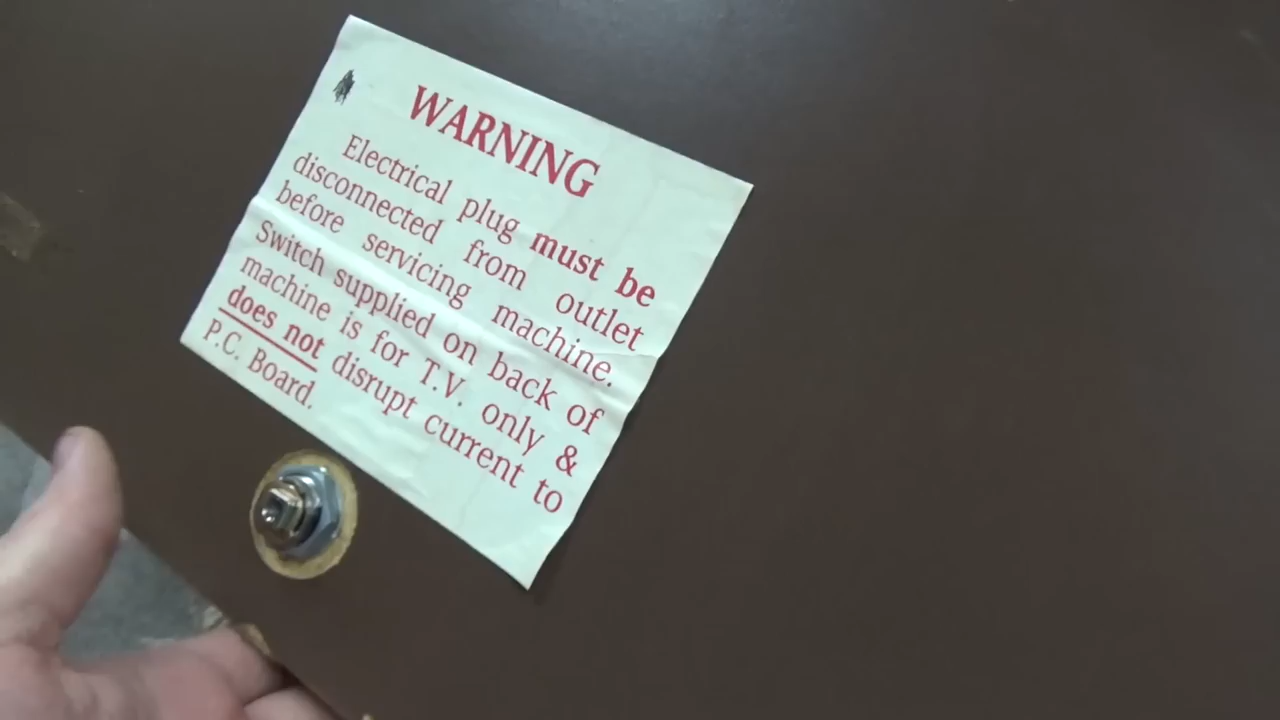 WARNING
Electrical plug must be
disconnected from outlet
before servicing machine.
Switch supplied on back of
machine is for T.V. only &
does not disrupt current to
P.C. Board.